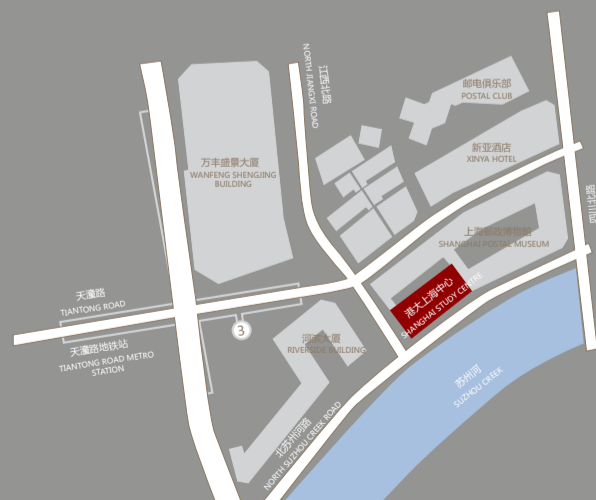 江西北路
NORTH JIANGXI ROAD
邮电俱乐部
POSTAL CLUB
万丰盛景大厦
WANFENG SHENGJING
BUILDING
新亚酒店
XINYA HOTEL
上海邮政博物館
SHANGHAI POSTAL MUSEUM
港大上海中心
SHANGHAI STUDY CENTRE
天潼路
TIANTONG ROAD
3
天潼路地铁站
TIANTONG ROAD METRO
STATION
河滨大厦
RIVERSIDE BUILDING
苏州河
SUZHOU CREEK
北苏州河路
NORTH SUZHOU CREEK ROAD